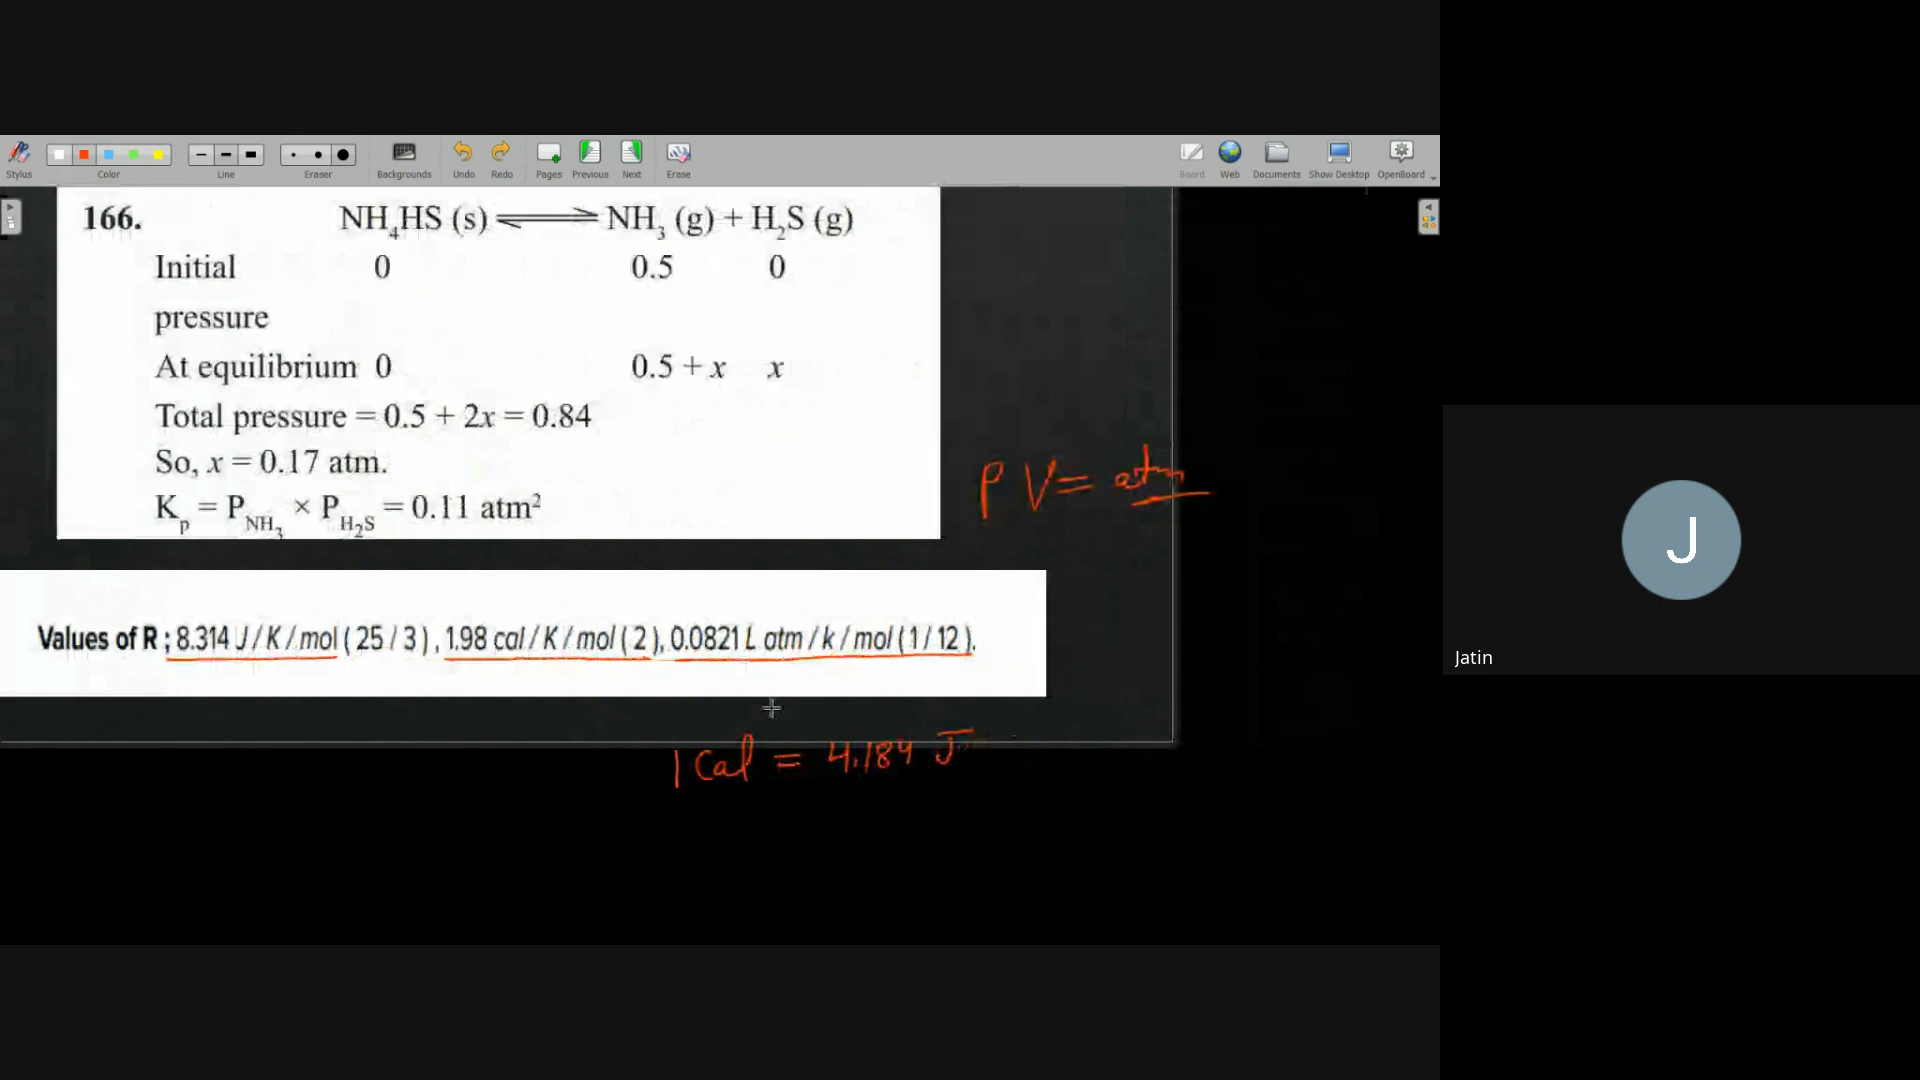 Stylus Color Line Eraser Backgrounds Undo Redo Pages Previous Next Erase Board Web Documents Show Desktop OpenBoard
166. NH₄HS (s) ⇌ NH₃ (g) + H₂S (g)
Initial 0 0.5 0
pressure
At equilibrium 0 0.5 + x x
Total pressure = 0.5 + 2x = 0.84
So, x = 0.17 atm.
P V = atm
Kₚ = P_NH₃ × P_H₂S = 0.11 atm²
J
Values of R ; 8.314 J / K / mol ( 25 / 3 ) , 1.98 cal / K / mol ( 2 ), 0.0821 L atm / k / mol ( 1 / 12 ).
Jatin
1 Cal = 4.184 J